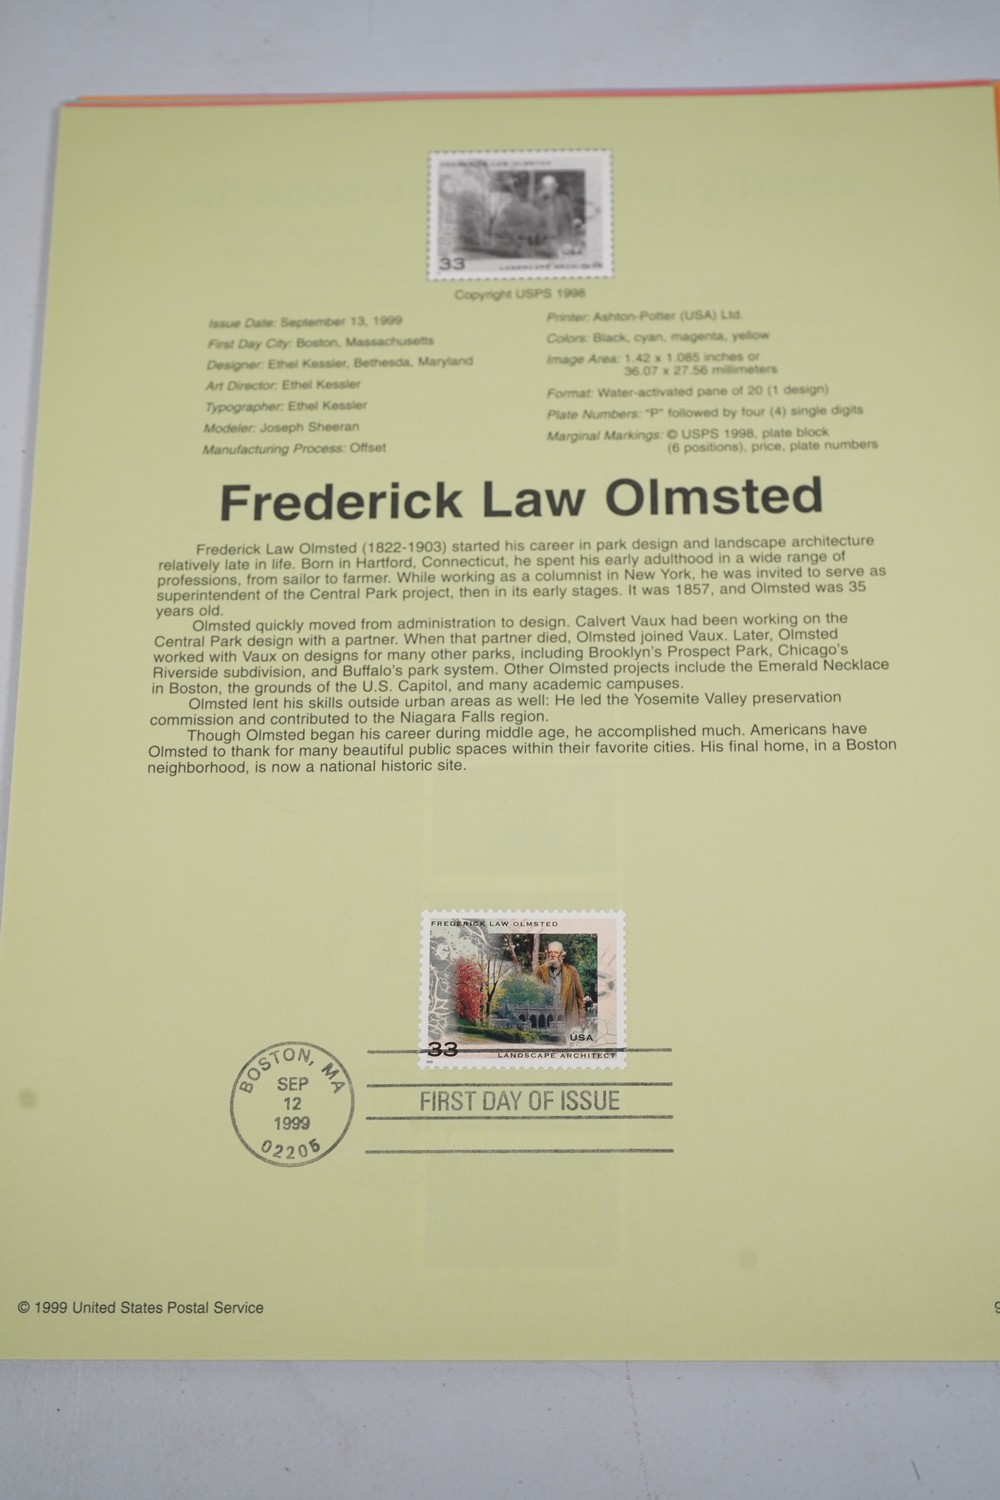 FREDERICK LAW OLMSTED
33
LANDSCAPE ARCHITECT
Copyright USPS 1998
Issue Date: September 13, 1999
First Day City: Boston, Massachusetts
Designer: Ethel Kessler, Bethesda, Maryland
Art Director: Ethel Kessler
Typographer: Ethel Kessler
Modeler: Joseph Sheeran
Manufacturing Process: Offset
Printer: Ashton-Potter (USA) Ltd.
Colors: Black, cyan, magenta, yellow
Image Area: 1.42 x 1.085 inches or
36.07 x 27.56 millimeters
Format: Water-activated pane of 20 (1 design)
Plate Numbers: "P" followed by four (4) single digits
Marginal Markings: © USPS 1998, plate block
(6 positions), price, plate numbers
Frederick Law Olmsted
Frederick Law Olmsted (1822-1903) started his career in park design and landscape architecture
relatively late in life. Born in Hartford, Connecticut, he spent his early adulthood in a wide range of
professions, from sailor to farmer. While working as a columnist in New York, he was invited to serve as
superintendent of the Central Park project, then in its early stages. It was 1857, and Olmsted was 35
years old.
Olmsted quickly moved from administration to design. Calvert Vaux had been working on the
Central Park design with a partner. When that partner died, Olmsted joined Vaux. Later, Olmsted
worked with Vaux on designs for many other parks, including Brooklyn's Prospect Park, Chicago's
Riverside subdivision, and Buffalo's park system. Other Olmsted projects include the Emerald Necklace
in Boston, the grounds of the U.S. Capitol, and many academic campuses.
Olmsted lent his skills outside urban areas as well: He led the Yosemite Valley preservation
commission and contributed to the Niagara Falls region.
Though Olmsted began his career during middle age, he accomplished much. Americans have
Olmsted to thank for many beautiful public spaces within their favorite cities. His final home, in a Boston
neighborhood, is now a national historic site.
FREDERICK LAW OLMSTED
USA
33
LANDSCAPE ARCHITECT
BOSTON, MA
SEP
12
1999
02205
FIRST DAY OF ISSUE
© 1999 United States Postal Service
9